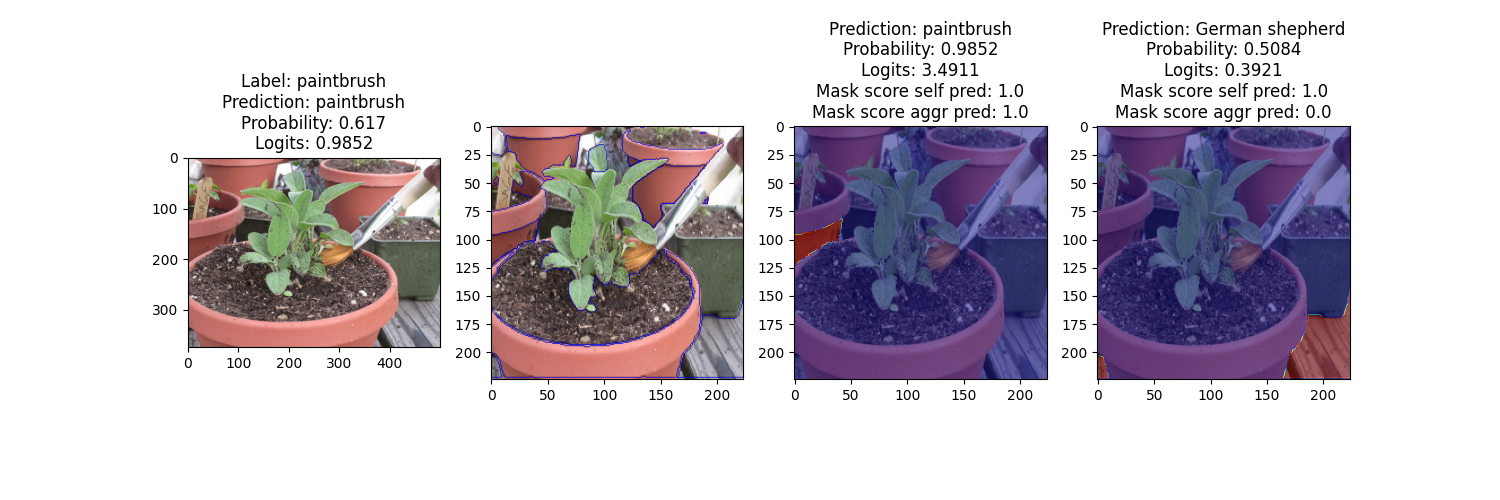 Label: paintbrush
Prediction: paintbrush
Probability: 0.617
Logits: 0.9852
0
100
200
300
0 100 200 300 400
0
25
50
75
100
125
150
175
200
0 50 100 150 200
Prediction: paintbrush
Probability: 0.9852
Logits: 3.4911
Mask score self pred: 1.0
Mask score aggr pred: 1.0
0
25
50
75
100
125
150
175
200
0 50 100 150 200
Prediction: German shepherd
Probability: 0.5084
Logits: 0.3921
Mask score self pred: 1.0
Mask score aggr pred: 0.0
0
25
50
75
100
125
150
175
200
0 50 100 150 200